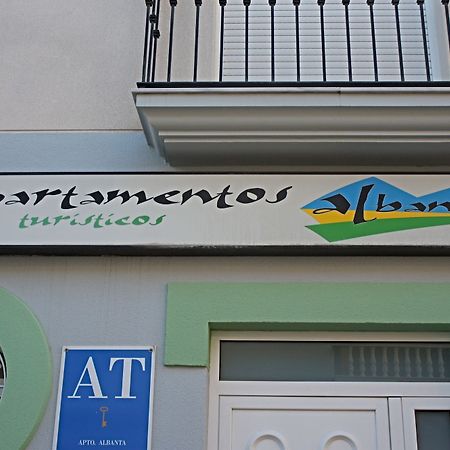 partamentos
turísticos
alban
AT
APTO. ALBANTA